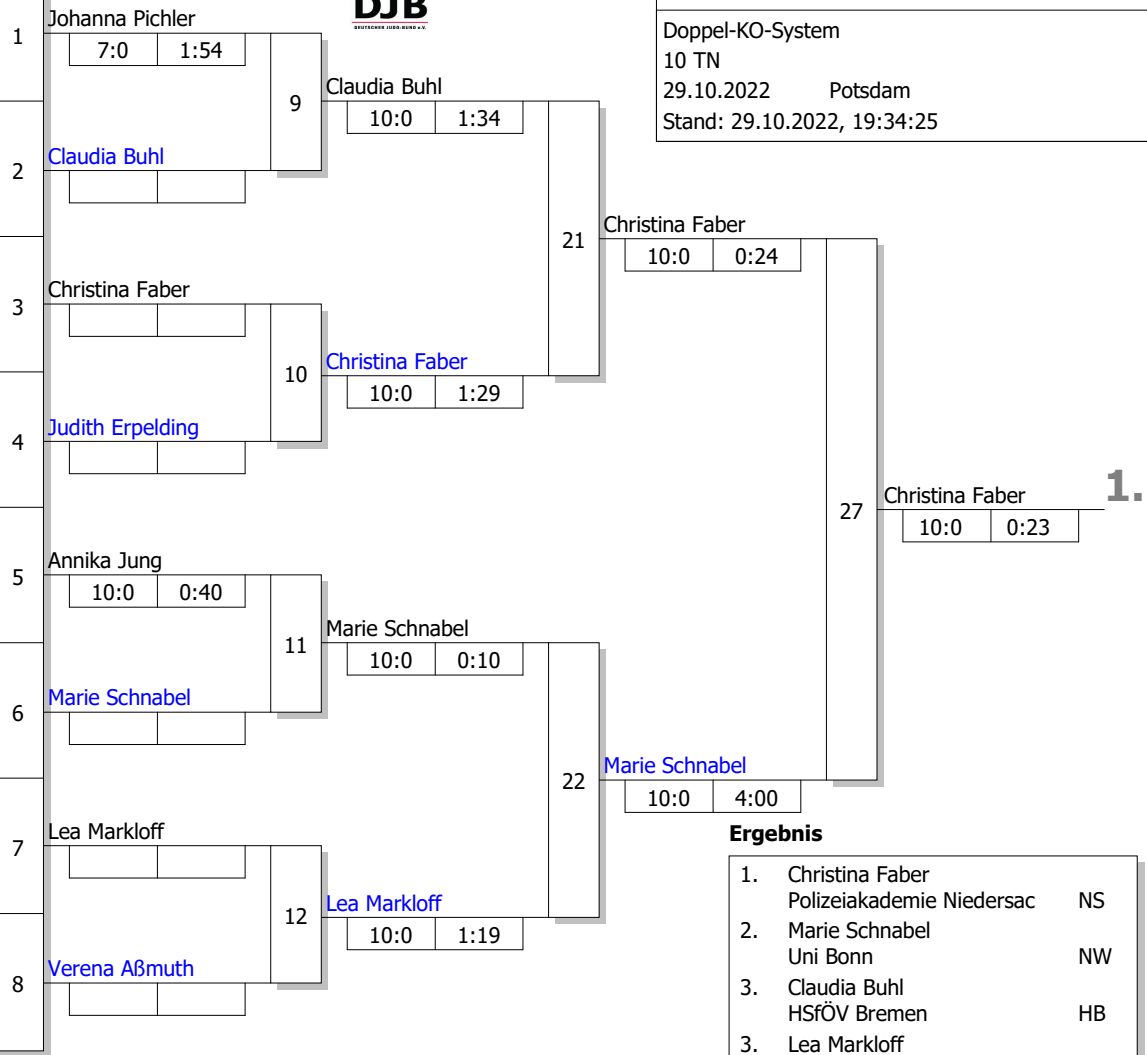 DJB
DEUTSCHER JUDO-BUND e.V.
Doppel-KO-System
10 TN
29.10.2022 Potsdam
Stand: 29.10.2022, 19:34:25
1
Johanna Pichler
7:0 1:54
9
Claudia Buhl
10:0 1:34
2
Claudia Buhl
21
Christina Faber
10:0 0:24
3
Christina Faber
10
Christina Faber
10:0 1:29
4
Judith Erpelding
27
Christina Faber
1.
10:0 0:23
5
Annika Jung
10:0 0:40
11
Marie Schnabel
10:0 0:10
6
Marie Schnabel
22
Marie Schnabel
10:0 4:00
7
Lea Markloff
12
Lea Markloff
10:0 1:19
8
Verena Aßmuth
Ergebnis
1. Christina Faber
Polizeiakademie Niedersac NS
2. Marie Schnabel
Uni Bonn NW
3. Claudia Buhl
HSfÖV Bremen HB
3. Lea Markloff